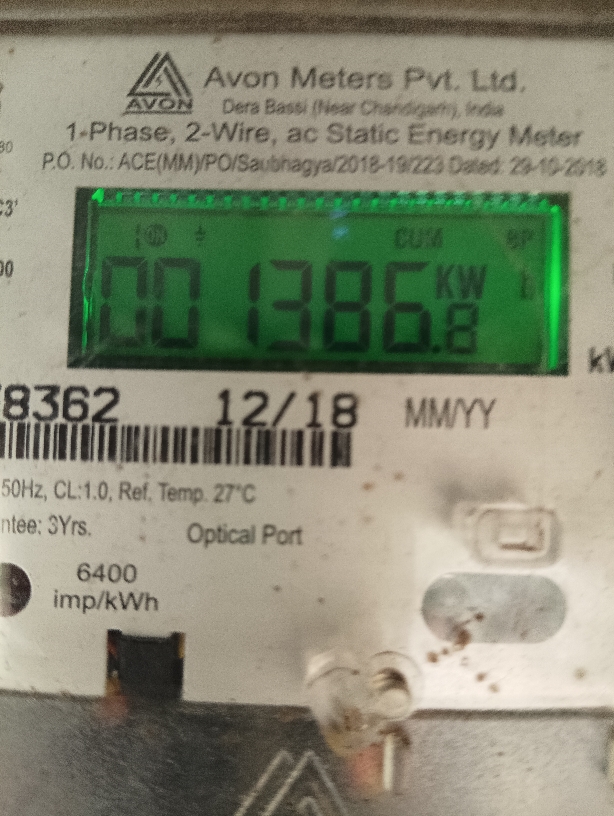 Avon Meters Pvt. Ltd.
AVON
Dera Bassi (Near Chandigarh), India
1-Phase, 2-Wire, ac Static Energy Meter
P.O. No.: ACE(MM)/PO/Saubhagya/2018-19/223 Dated: 29-10-2018
CUM
001386.8 KW
8362 12/18 MM/YY
50Hz, CL:1.0, Ref. Temp. 27°C
ntee: 3Yrs.
Optical Port
6400
imp/kWh